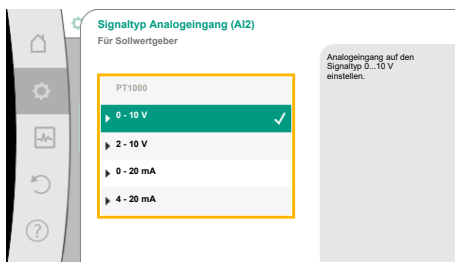 Signaltyp Analogeingang (AI2)
Für Sollwertgeber
PT1000
0 - 10 V
2 - 10 V
0 - 20 mA
4 - 20 mA
Analogeingang auf den
Signaltyp 0...10 V
einstellen.